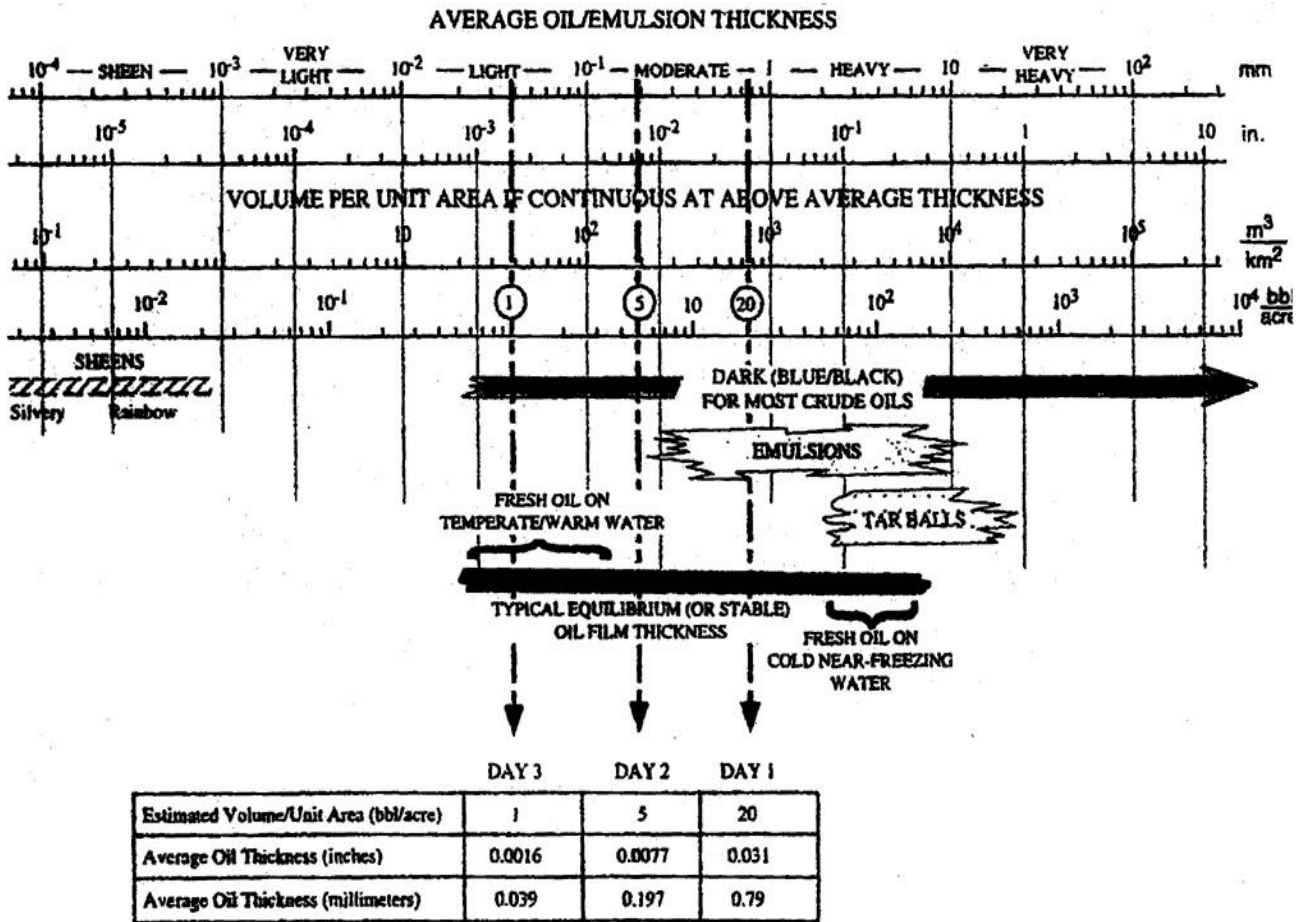 AVERAGE OIL/EMULSION THICKNESS
10⁻⁴ — SHEEN — 10⁻³ — VERY LIGHT — 10⁻² — LIGHT — 10⁻¹ — MODERATE — 1 — HEAVY — 10 — VERY HEAVY — 10² mm
10⁻⁵ 10⁻⁴ 10⁻³ 10⁻² 10⁻¹ 1 10 in.
VOLUME PER UNIT AREA IF CONTINUOUS AT ABOVE AVERAGE THICKNESS
10⁻¹ 1 10 10² 10³ 10⁴ 10⁵ m³/km²
10⁻² 10⁻¹ 1 5 10 20 10² 10³ 10⁴ bbl/acre
SHEENS
Silvery Rainbow
DARK (BLUE/BLACK)
FOR MOST CRUDE OILS
EMULSIONS
TAR BALLS
FRESH OIL ON
TEMPERATE/WARM WATER
TYPICAL EQUILIBRIUM (OR STABLE)
OIL FILM THICKNESS
FRESH OIL ON
COLD NEAR-FREEZING
WATER
DAY 3 DAY 2 DAY 1
Estimated Volume/Unit Area (bbl/acre) 1 5 20
Average Oil Thickness (inches) 0.0016 0.0077 0.031
Average Oil Thickness (millimeters) 0.039 0.197 0.79